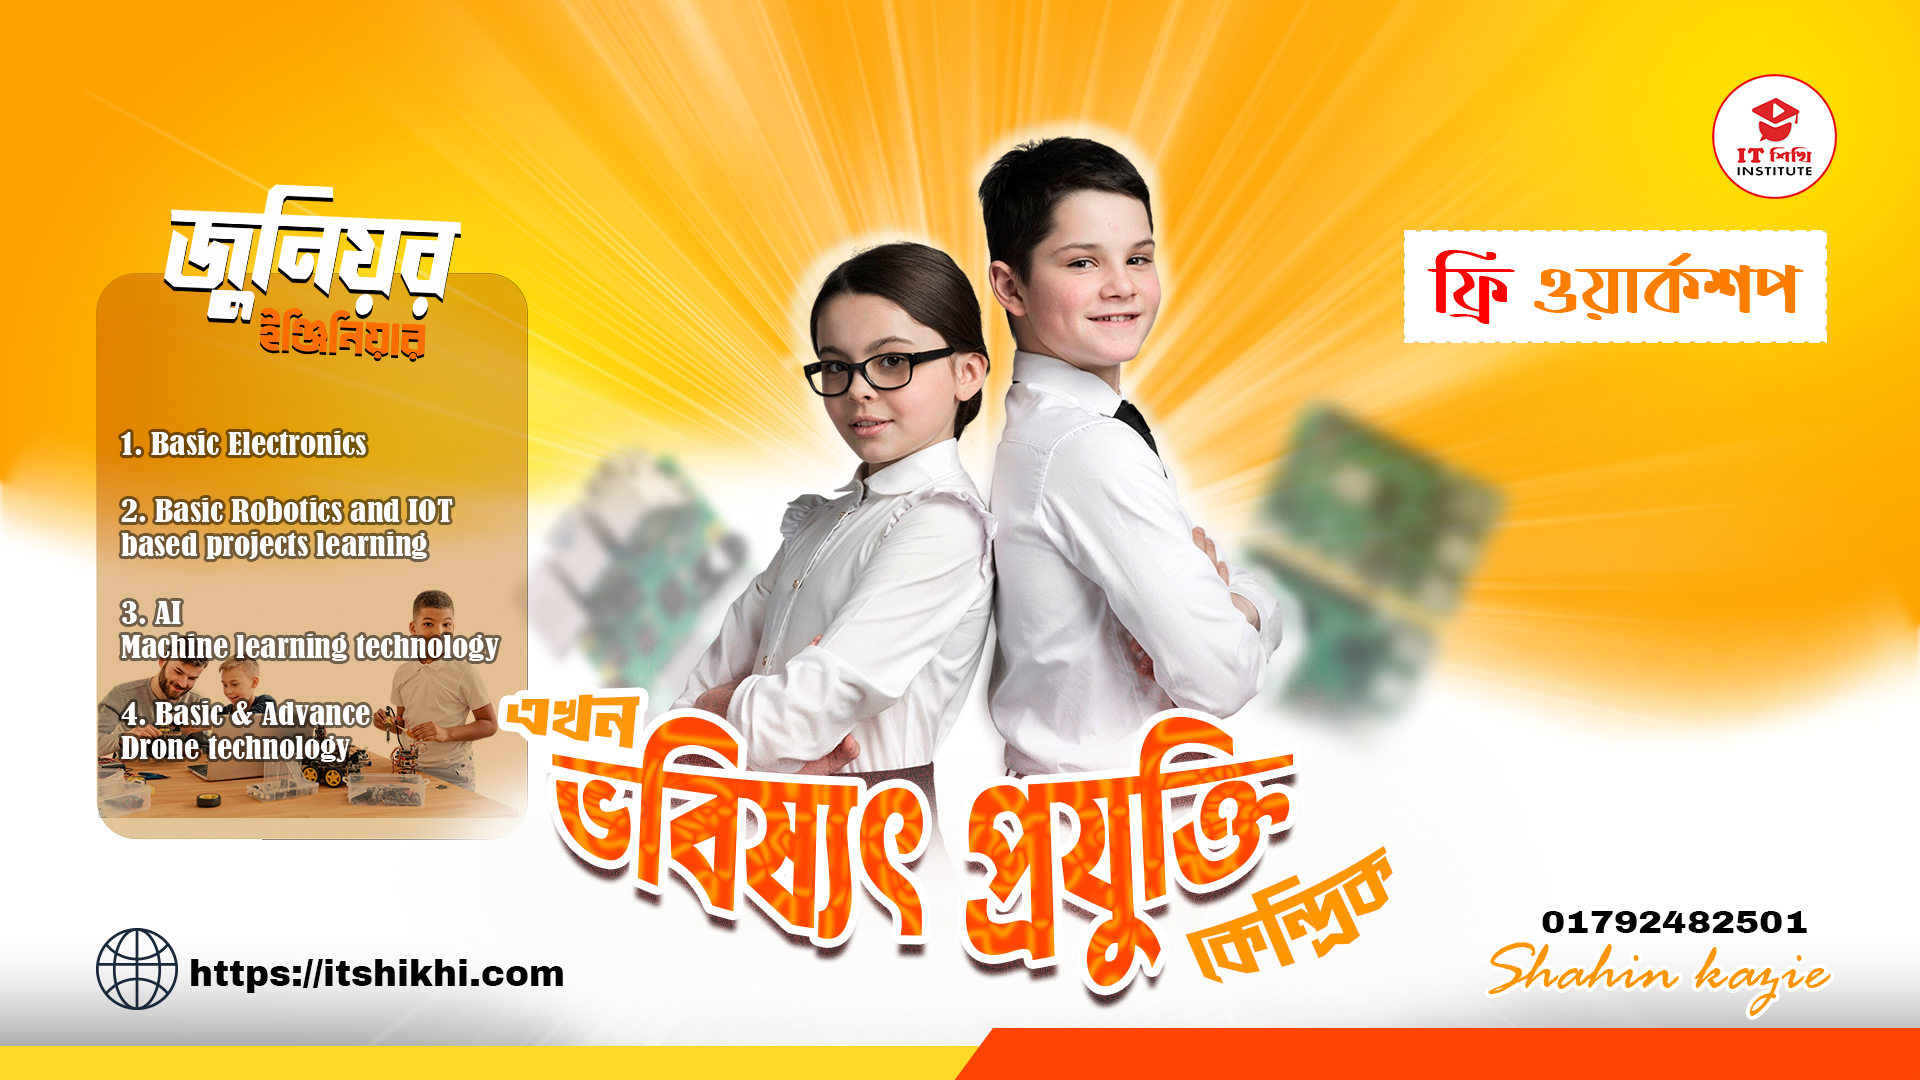 IT শিখি
INSTITUTE
ফ্রি ওয়ার্কশপ
জুনিয়র
ইঞ্জিনিয়ার
1. Basic Electronics
2. Basic Robotics and IOT
based projects learning
3. AI
Machine learning technology
4. Basic & Advance
Drone technology
এখন
ভবিষ্যৎ প্রযুক্তি
কেন্দ্রিক
https://itshikhi.com
01792482501
Shahin kazie